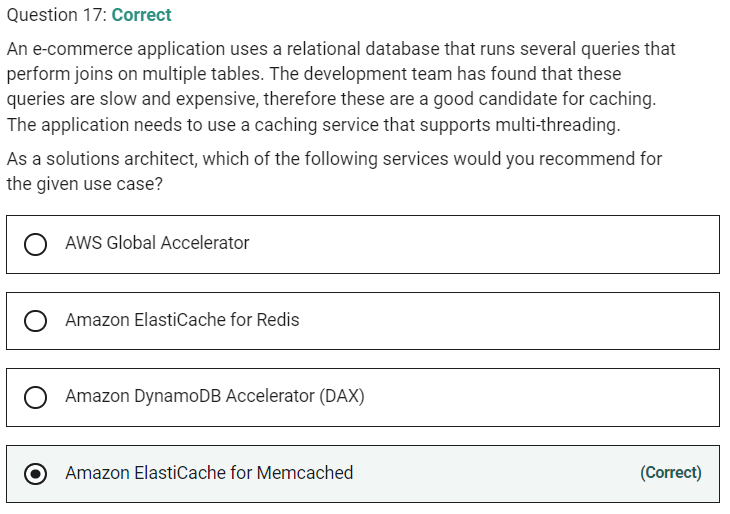 Question 17: Correct
An e-commerce application uses a relational database that runs several queries that
perform joins on multiple tables. The development team has found that these
queries are slow and expensive, therefore these are a good candidate for caching.
The application needs to use a caching service that supports multi-threading.
As a solutions architect, which of the following services would you recommend for
the given use case?
AWS Global Accelerator
Amazon ElastiCache for Redis
Amazon DynamoDB Accelerator (DAX)
Amazon ElastiCache for Memcached (Correct)